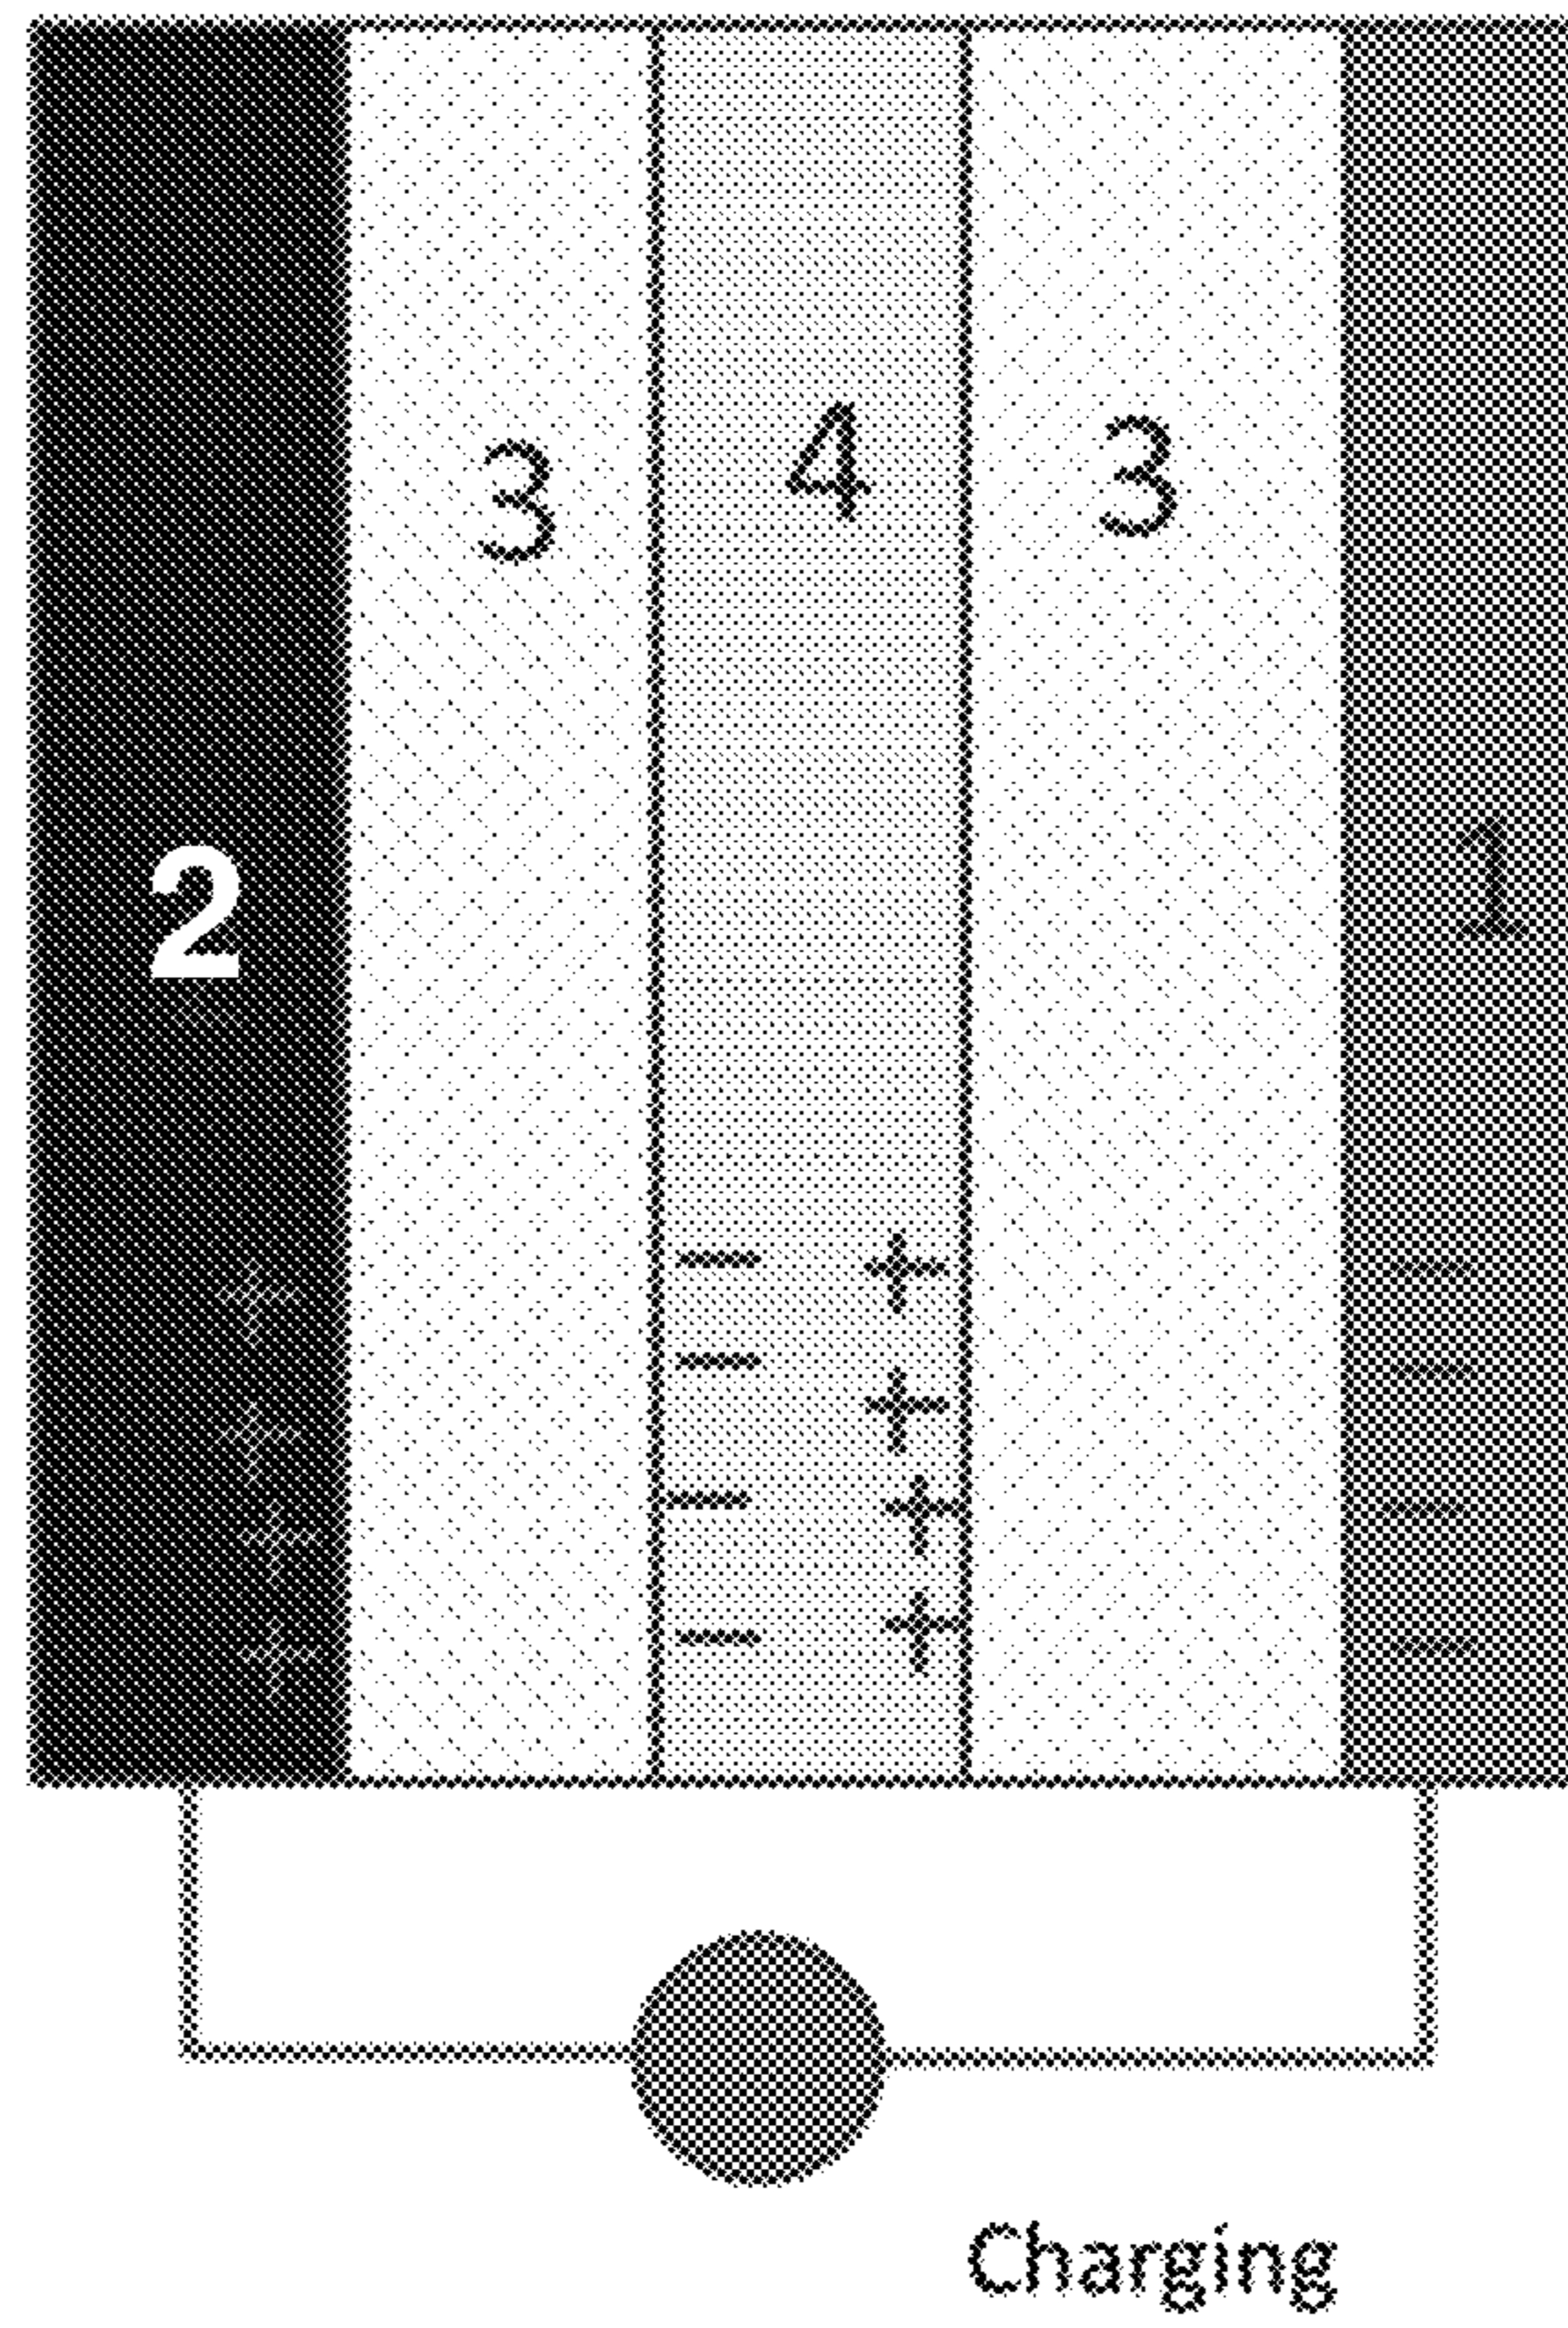 3 4 3
2 1
− +
+ −
− −
+ +
+ − + −
+ − + −
Charging